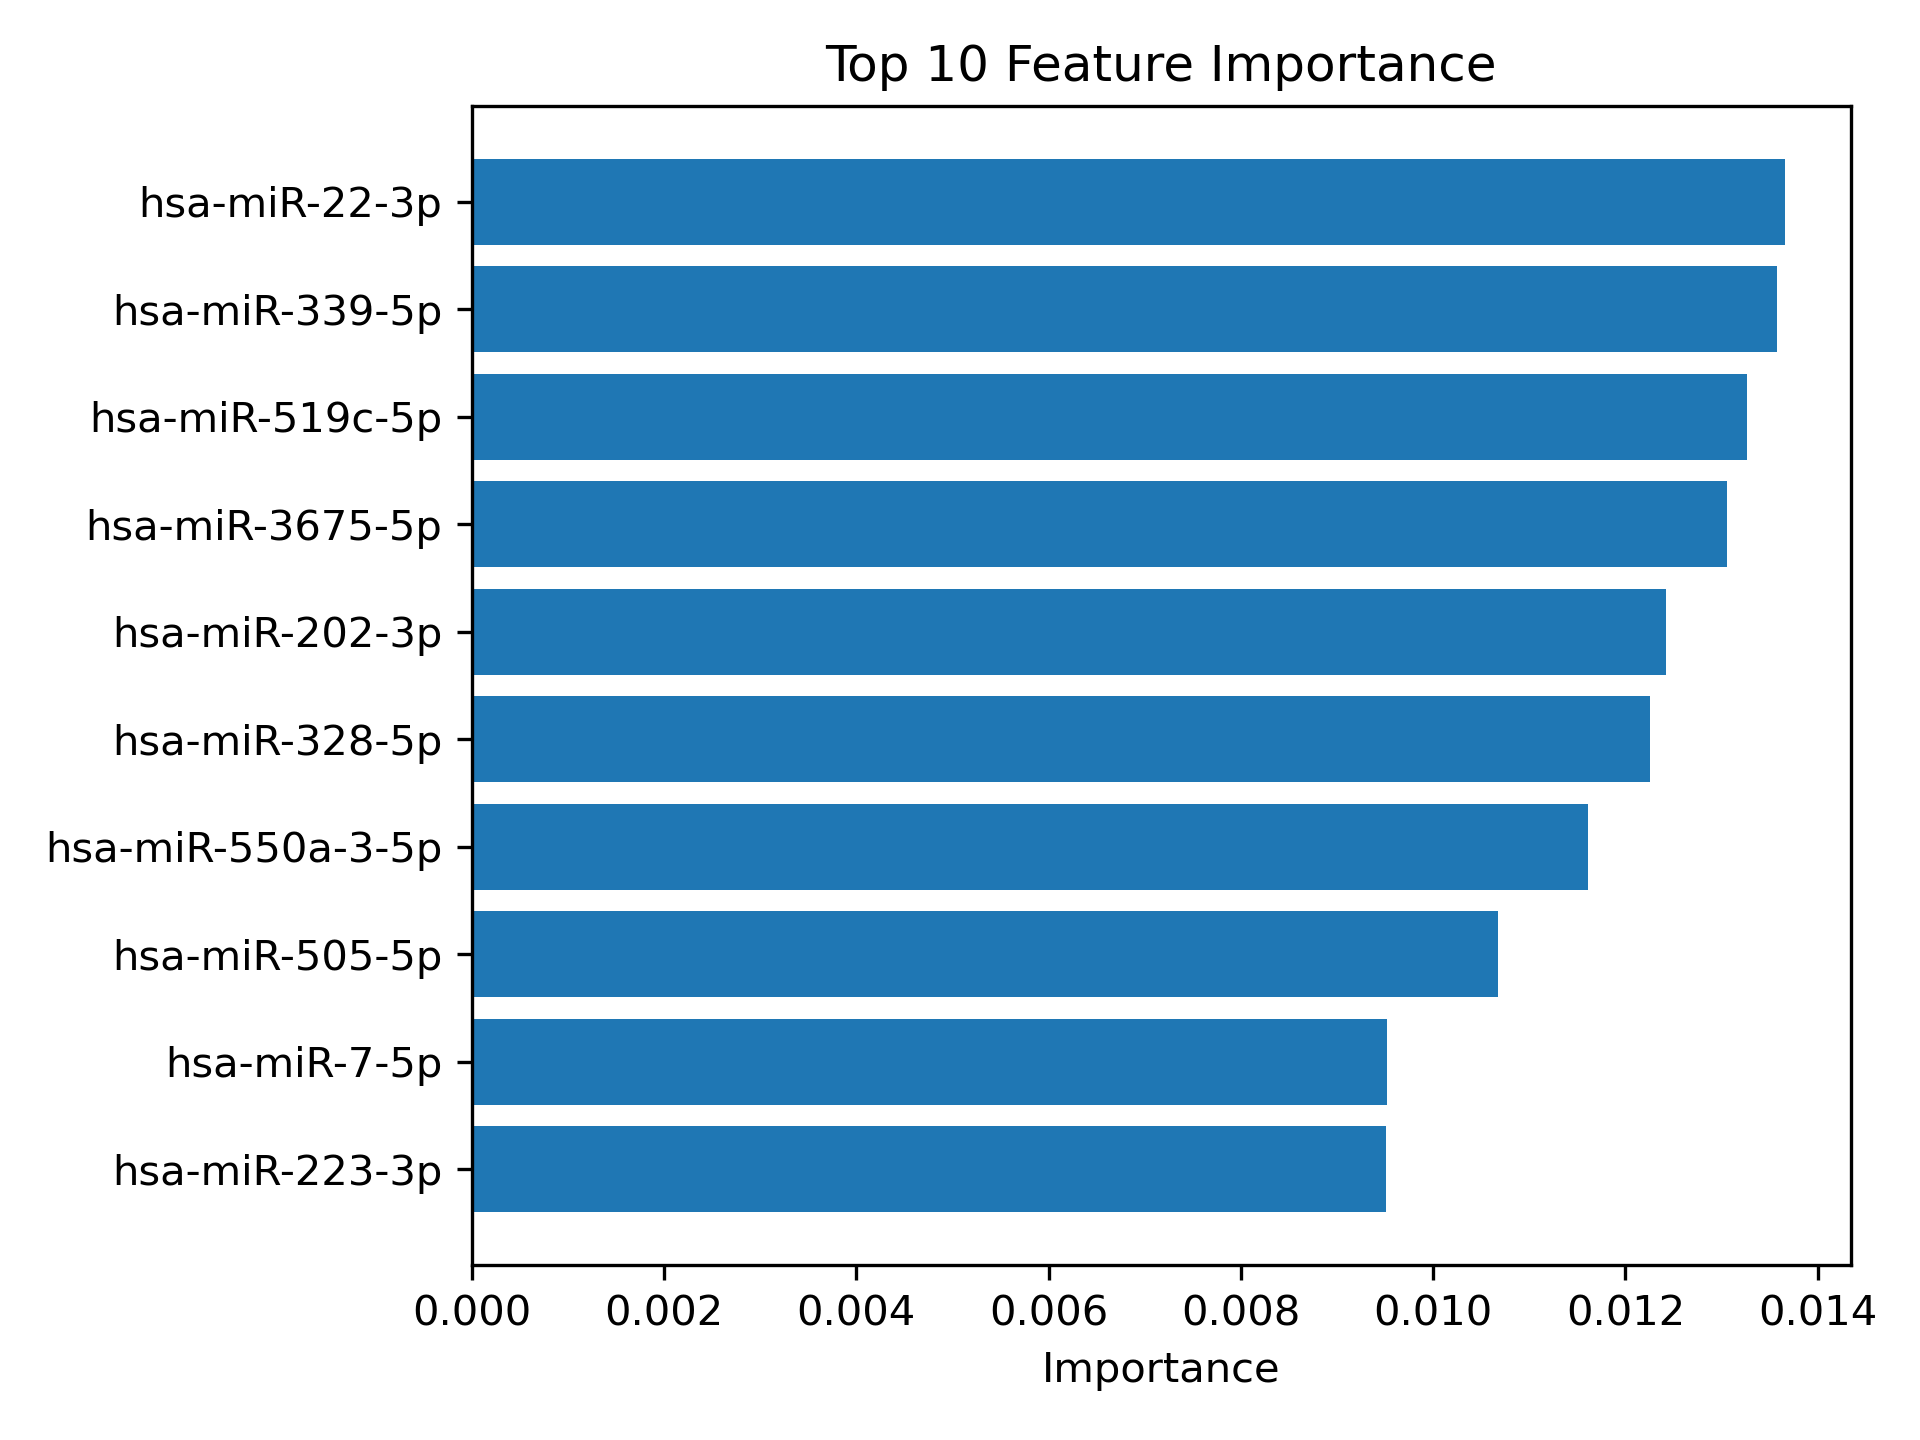 Top 10 Feature Importance
hsa-miR-22-3p
hsa-miR-339-5p
hsa-miR-519c-5p
hsa-miR-3675-5p
hsa-miR-202-3p
hsa-miR-328-5p
hsa-miR-550a-3-5p
hsa-miR-505-5p
hsa-miR-7-5p
hsa-miR-223-3p
0.000 0.002 0.004 0.006 0.008 0.010 0.012 0.014
Importance